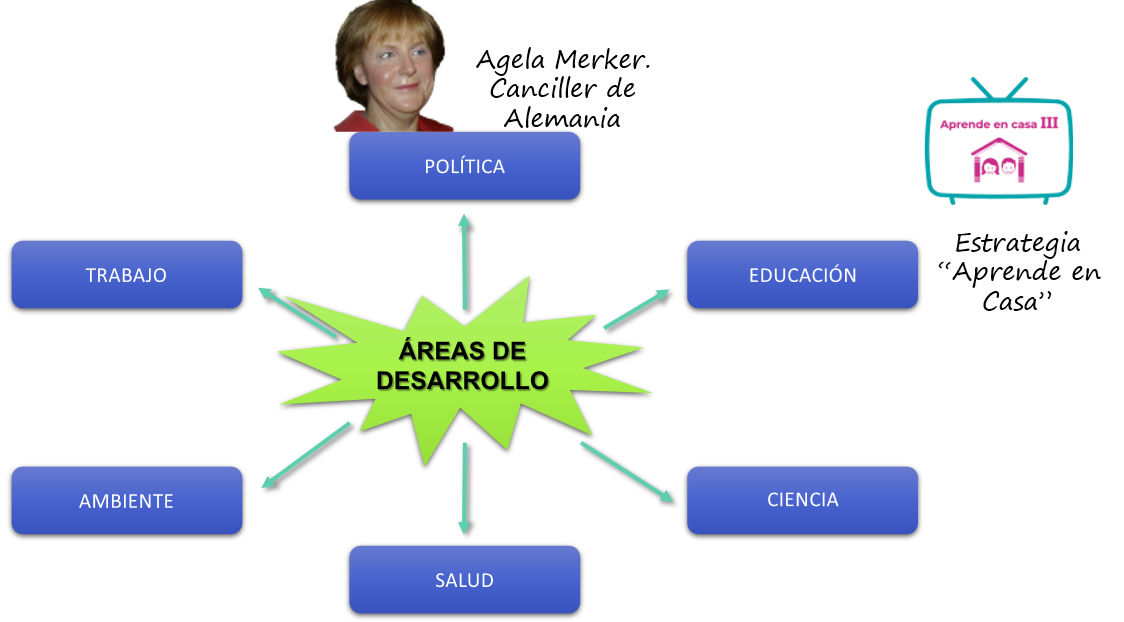 Agela Merker.
Canciller de
Alemania
POLÍTICA
Aprende en casa III
TRABAJO
EDUCACIÓN
Estrategia
“Aprende en
Casa”
ÁREAS DE
DESARROLLO
AMBIENTE
CIENCIA
SALUD